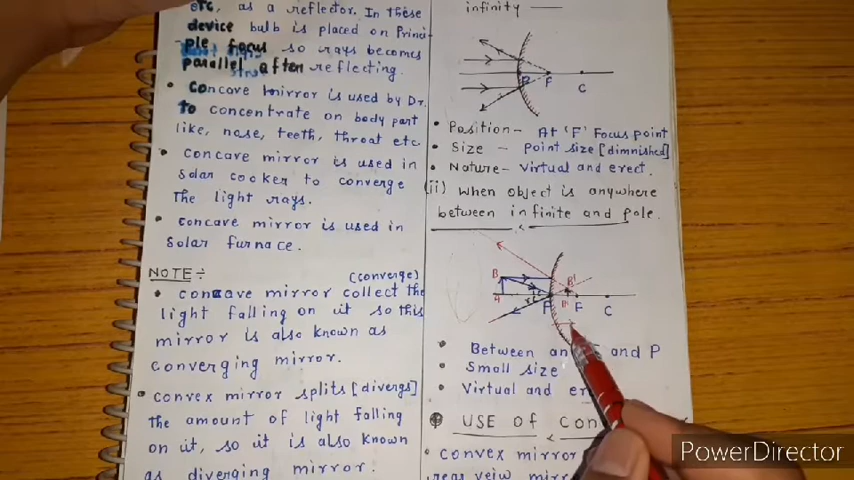 etc, as a reflector. In these
device bulb is placed on Princi-
ple focus so rays becomes
parallel after reflecting.
• Concave mirror is used by Dr.
to concentrate on body part
like, nose, teeth, throat etc.
• concave mirror is used in
solar cooker to converge
the light rays.
• concave mirror is used in
solar furnace.
NOTE ÷ (converge)
• concave mirror collect the
light falling on it so this
mirror is also known as
converging mirror.
• convex mirror splits [diverges]
the amount of light falling
on it, so it is also known
as diverging mirror.
infinity —
P F C
• Position - At 'F' Focus point
• Size - Point size [dimnished]
• Nature - Virtual and erect.
(ii) When object is anywhere
between infinite and pole.
B B'
A P A' F C
• Between F and P
• Small size
• Virtual and
USE OF
• convex mirror
rear veiw mirr
PowerDirector